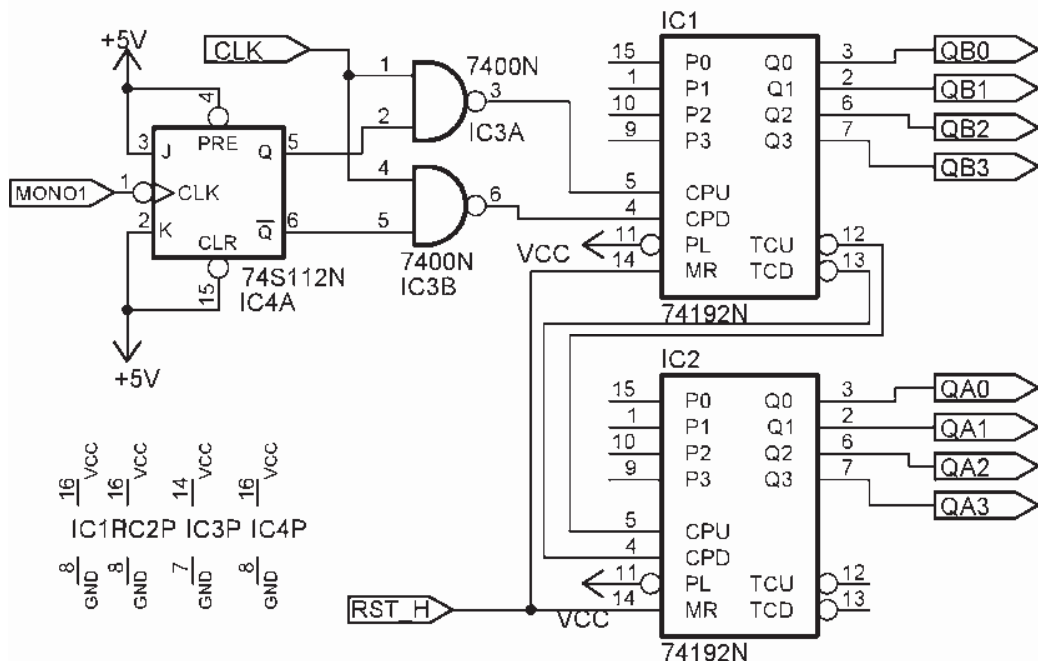 +5V
CLK
MONO1
3 J
4
PRE
Q 5
1 CLK
2 K
CLR
15
Q 6
74S112N
IC4A
+5V
1
2
3
7400N
IC3A
4
5
6
7400N
IC3B
IC1
15 P0 Q0 3
1 P1 Q1 2
10 P2 Q2 6
9 P3 Q3 7
5 CPU
4 CPD
VCC 11 PL TCU 12
14 MR TCD 13
74192N
QB0
QB1
QB2
QB3
IC2
15 P0 Q0 3
1 P1 Q1 2
10 P2 Q2 6
9 P3 Q3 7
5 CPU
4 CPD
VCC 11 PL TCU 12
14 MR TCD 13
74192N
QA0
QA1
QA2
QA3
RST_H
16 VCC 16 VCC 14 VCC 16 VCC
IC1P IC2P IC3P IC4P
8 GND 8 GND 7 GND 8 GND